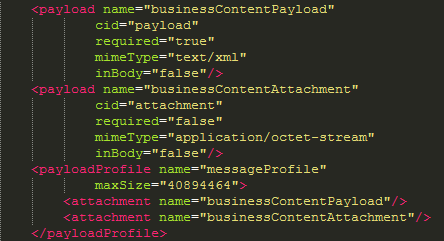 <payload name="businessContentPayload"
cid="payload"
required="true"
mimeType="text/xml"
inBody="false"/>
<payload name="businessContentAttachment"
cid="attachment"
required="false"
mimeType="application/octet-stream"
inBody="false"/>
<payloadProfile name="messageProfile"
maxSize="40894464">
<attachment name="businessContentPayload"/>
<attachment name="businessContentAttachment"/>
</payloadProfile>